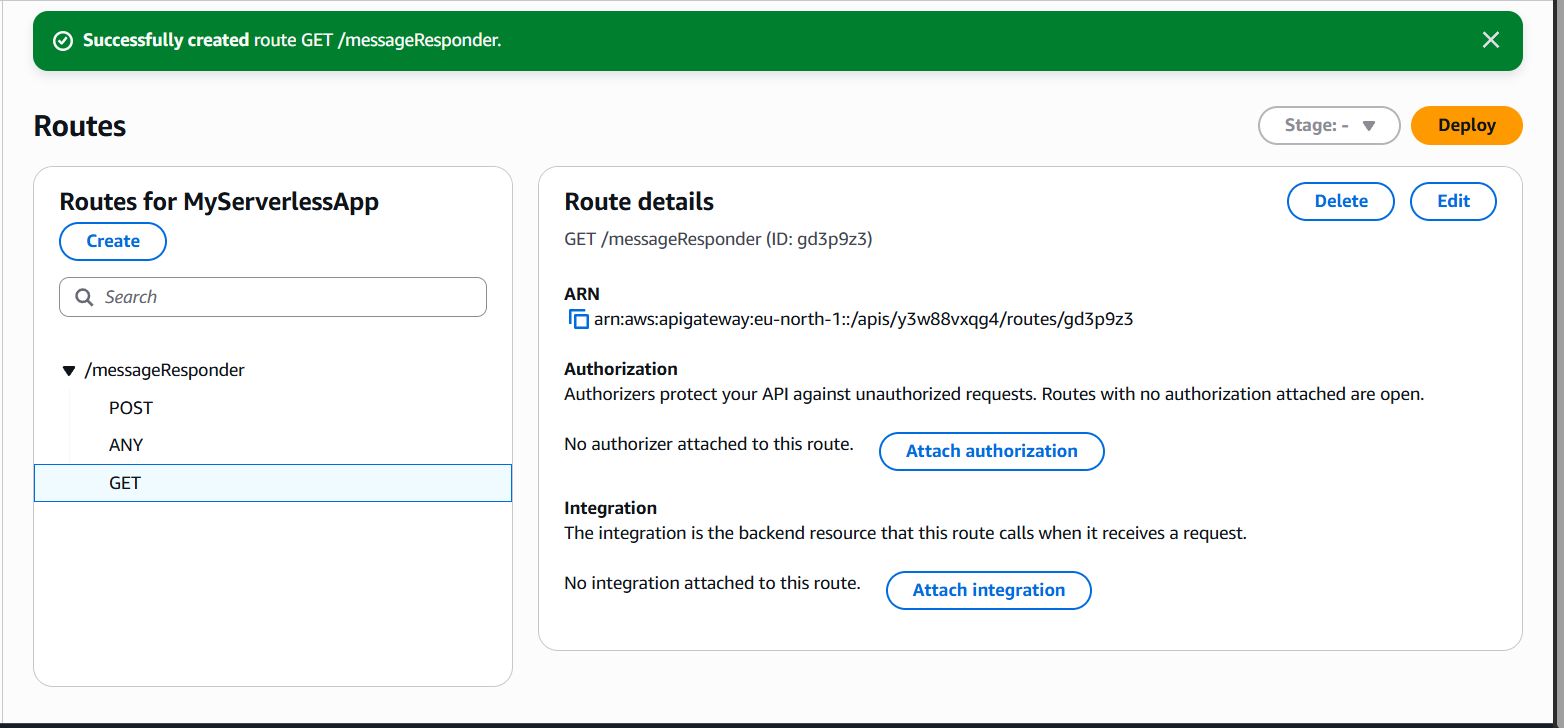 Successfully created route GET /messageResponder.
Routes
Stage: -
Deploy
Routes for MyServerlessApp
Create
Search
/messageResponder
POST
ANY
GET
Route details
Delete
Edit
GET /messageResponder (ID: gd3p9z3)
ARN
arn:aws:apigateway:eu-north-1::/apis/y3w88vxqg4/routes/gd3p9z3
Authorization
Authorizers protect your API against unauthorized requests. Routes with no authorization attached are open.
No authorizer attached to this route.
Attach authorization
Integration
The integration is the backend resource that this route calls when it receives a request.
No integration attached to this route.
Attach integration